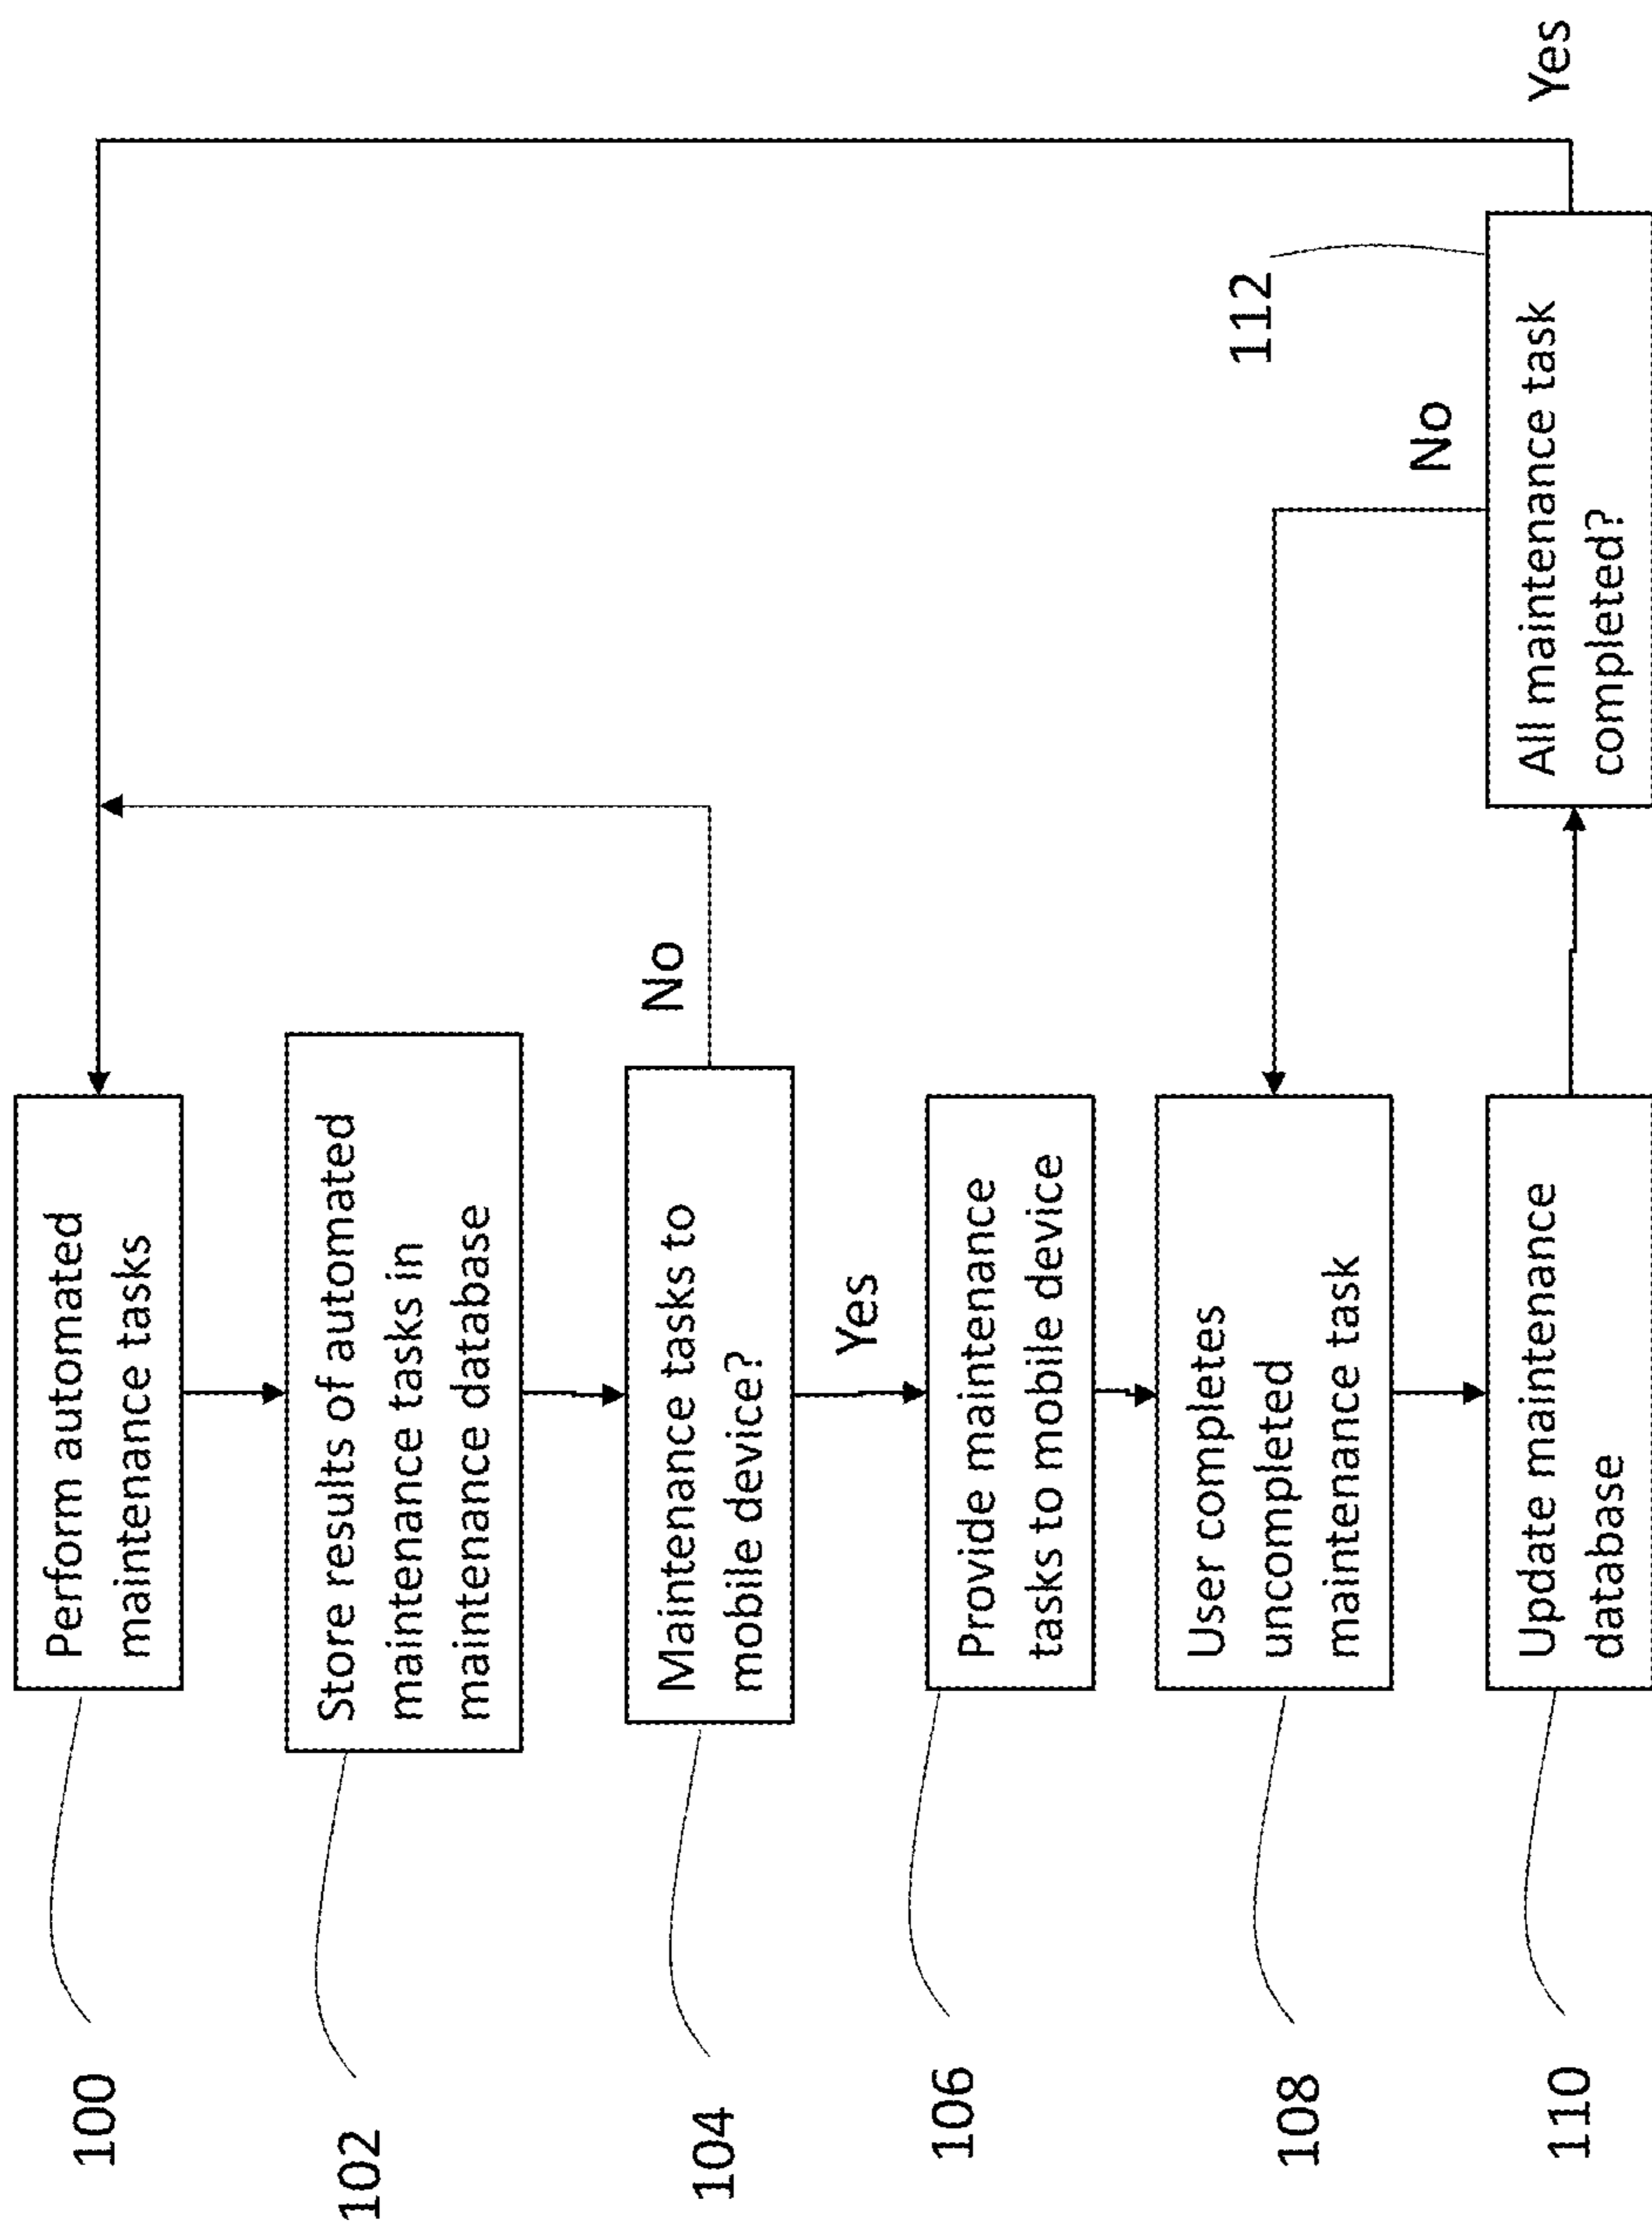 100
Perform automated
maintenance tasks
102
Store results of automated
maintenance tasks in
maintenance database
104
Maintenance tasks to
mobile device?
No
Yes
106
Provide maintenance
tasks to mobile device
108
User completes
uncompleted
maintenance task
110
Update maintenance
database
112
All maintenance task
completed?
No
Yes